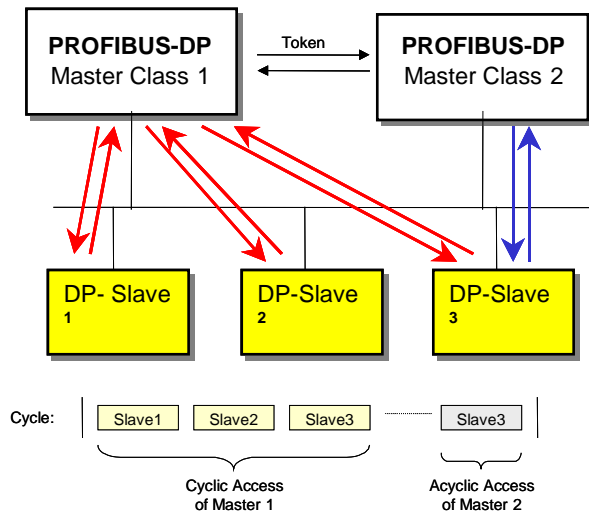 PROFIBUS-DP
Master Class 1
Token
PROFIBUS-DP
Master Class 2
DP- Slave
1
DP-Slave
2
DP-Slave
3
Cycle:
Slave1
Slave2
Slave3
Slave3
Cyclic Access
of Master 1
Acyclic Access
of Master 2